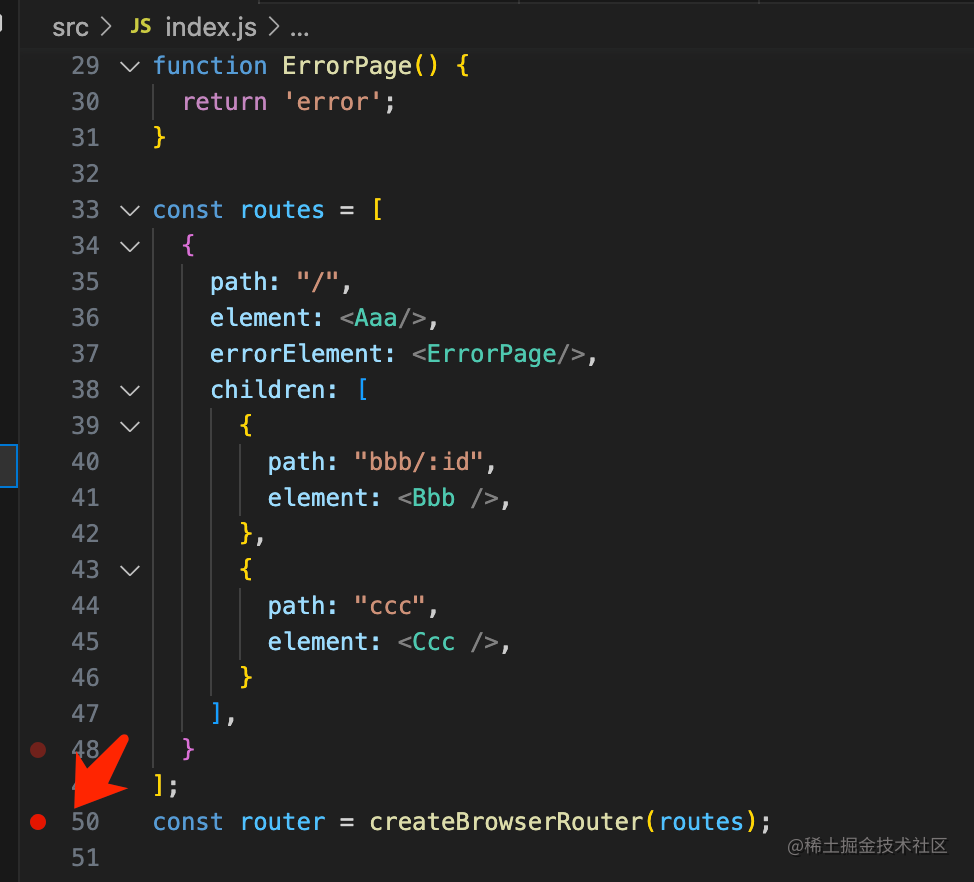 src > JS index.js > ...
29 function ErrorPage() {
30   return 'error';
31 }
32
33 const routes = [
34   {
35     path: "/",
36     element: <Aaa/>,
37     errorElement: <ErrorPage/>,
38     children: [
39       {
40         path: "bbb/:id",
41         element: <Bbb />,
42       },
43       {
44         path: "ccc",
45         element: <Ccc />,
46       }
47     ],
48   }
];
50 const router = createBrowserRouter(routes);
51
@稀土掘金技术社区